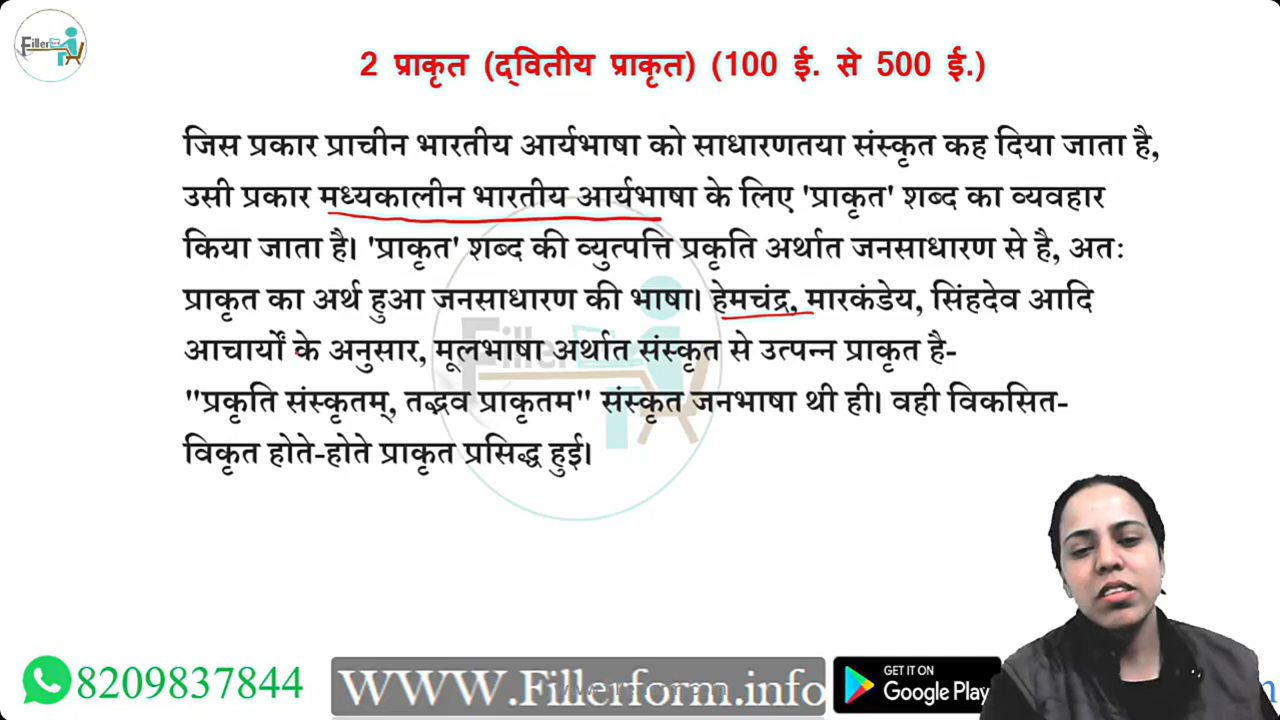 Fillerform
2 प्राकृत (द्वितीय प्राकृत) (100 ई. से 500 ई.)
जिस प्रकार प्राचीन भारतीय आर्यभाषा को साधारणतया संस्कृत कह दिया जाता है,
उसी प्रकार मध्यकालीन भारतीय आर्यभाषा के लिए 'प्राकृत' शब्द का व्यवहार
किया जाता है। 'प्राकृत' शब्द की व्युत्पत्ति प्रकृति अर्थात जनसाधारण से है, अतः
प्राकृत का अर्थ हुआ जनसाधारण की भाषा। हेमचंद्र, मारकंडेय, सिंहदेव आदि
आचार्यों के अनुसार, मूलभाषा अर्थात संस्कृत से उत्पन्न प्राकृत है-
"प्रकृति संस्कृतम्, तद्भव प्राकृतम" संस्कृत जनभाषा थी ही। वही विकसित-
विकृत होते-होते प्राकृत प्रसिद्ध हुई।
8209837844
WWW.Fillerform.info
GET IT ON
Google Play